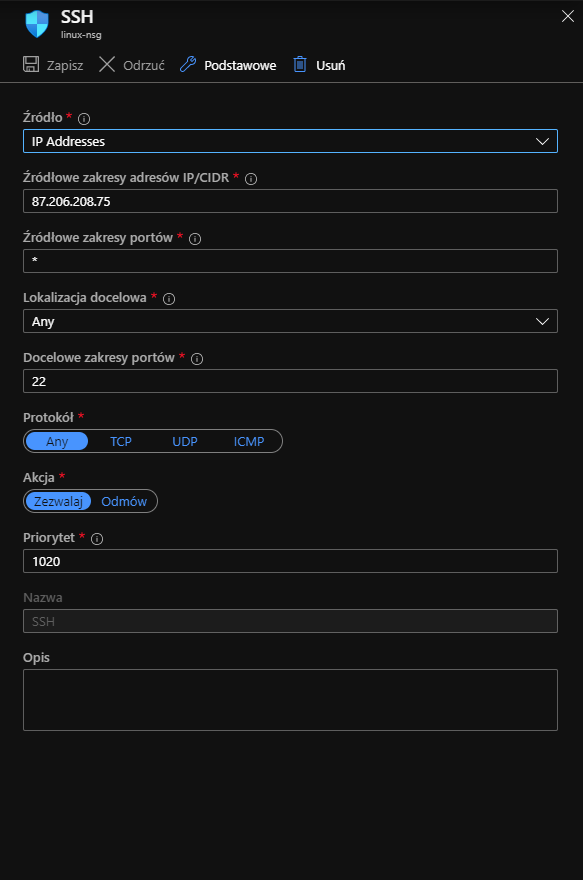 SSH
linux-nsg
Zapisz Odrzuć Podstawowe Usuń
Źródło *
IP Addresses
Źródłowe zakresy adresów IP/CIDR *
87.206.208.75
Źródłowe zakresy portów *
*
Lokalizacja docelowa *
Any
Docelowe zakresy portów *
22
Protokół *
Any TCP UDP ICMP
Akcja *
Zezwalaj Odmów
Priorytet *
1020
Nazwa
SSH
Opis